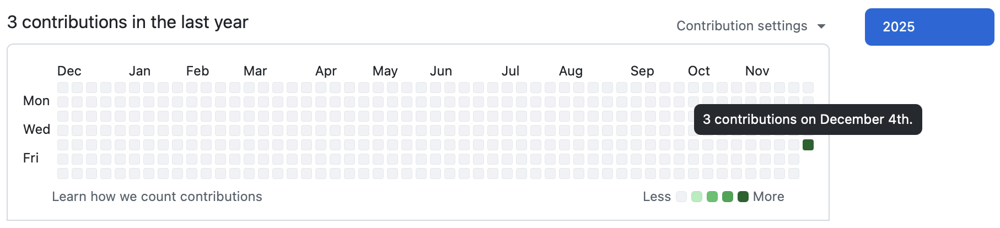 3 contributions in the last year
Contribution settings
2025
Dec Jan Feb Mar Apr May Jun Jul Aug Sep Oct Nov
Mon
3 contributions on December 4th.
Wed
Fri
Learn how we count contributions
Less More